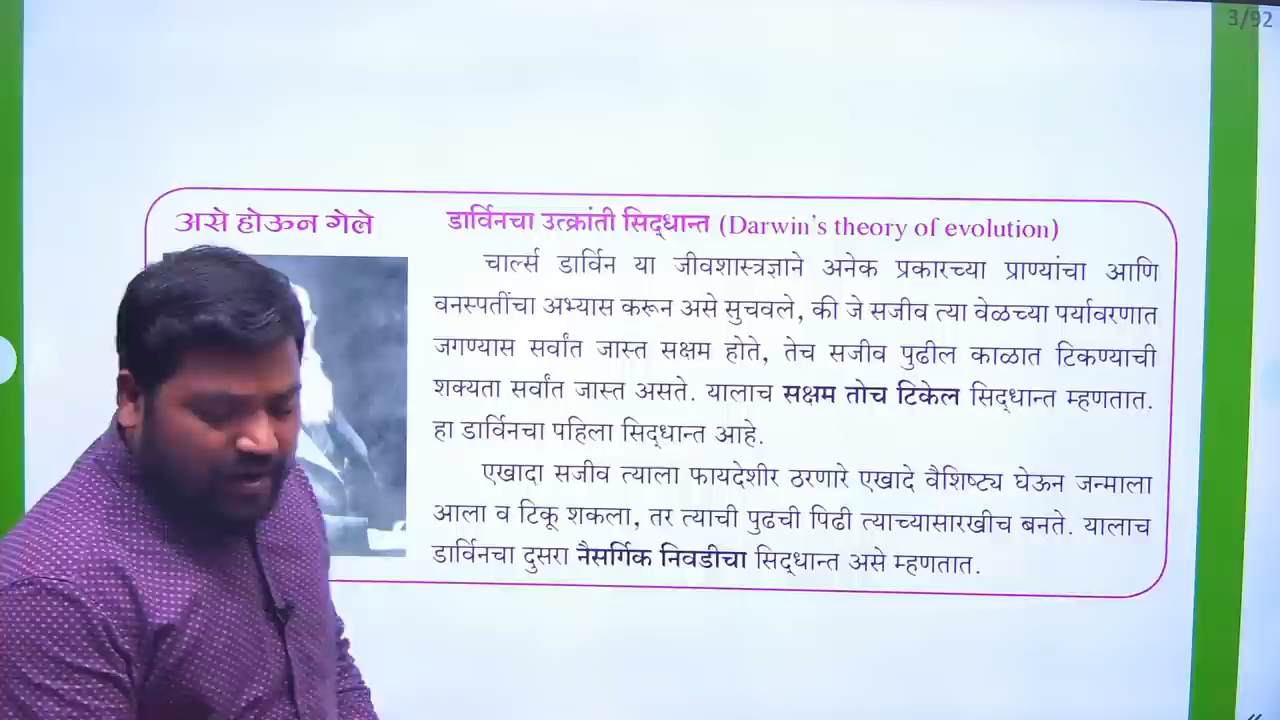 3/92
असे होऊन गेले
डार्विनचा उत्क्रांती सिद्धान्त (Darwin's theory of evolution)
चार्ल्स डार्विन या जीवशास्त्रज्ञाने अनेक प्रकारच्या प्राण्यांचा आणि
वनस्पतींचा अभ्यास करून असे सुचवले, की जे सजीव त्या वेळच्या पर्यावरणात
जगण्यास सर्वांत जास्त सक्षम होते, तेच सजीव पुढील काळात टिकण्याची
शक्यता सर्वांत जास्त असते. यालाच सक्षम तोच टिकेल सिद्धान्त म्हणतात.
हा डार्विनचा पहिला सिद्धान्त आहे.
एखादा सजीव त्याला फायदेशीर ठरणारे एखादे वैशिष्ट्य घेऊन जन्माला
आला व टिकू शकला, तर त्याची पुढची पिढी त्याच्यासारखीच बनते. यालाच
डार्विनचा दुसरा नैसर्गिक निवडीचा सिद्धान्त असे म्हणतात.